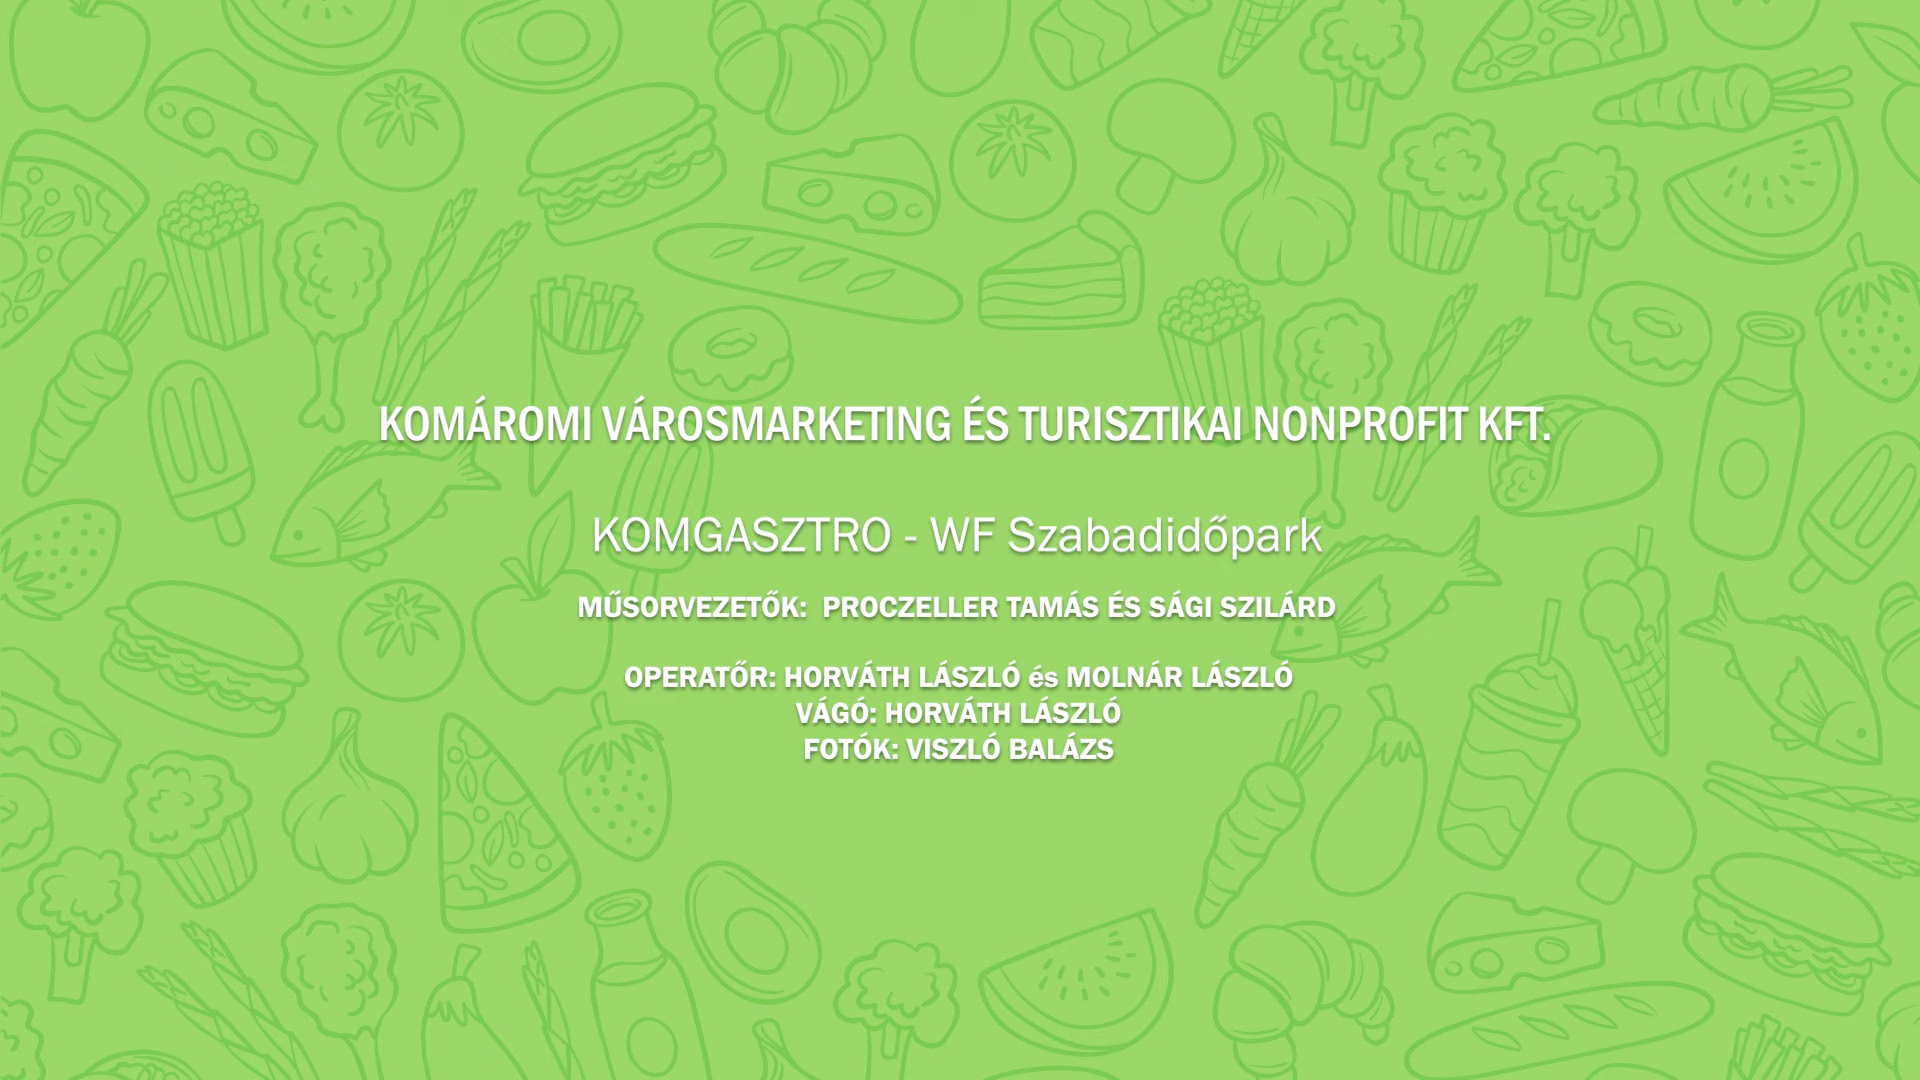 KOMÁROMI VÁROSMARKETING ÉS TURISZTIKAI NONPROFIT KFT.
KOMGASZTRO - WF Szabadidőpark
MŰSORVEZETŐK: PROCZELLER TAMÁS ÉS SÁGI SZILÁRD
OPERATŐR: HORVÁTH LÁSZLÓ és MOLNÁR LÁSZLÓ
VÁGÓ: HORVÁTH LÁSZLÓ
FOTÓK: VISZLÓ BALÁZS